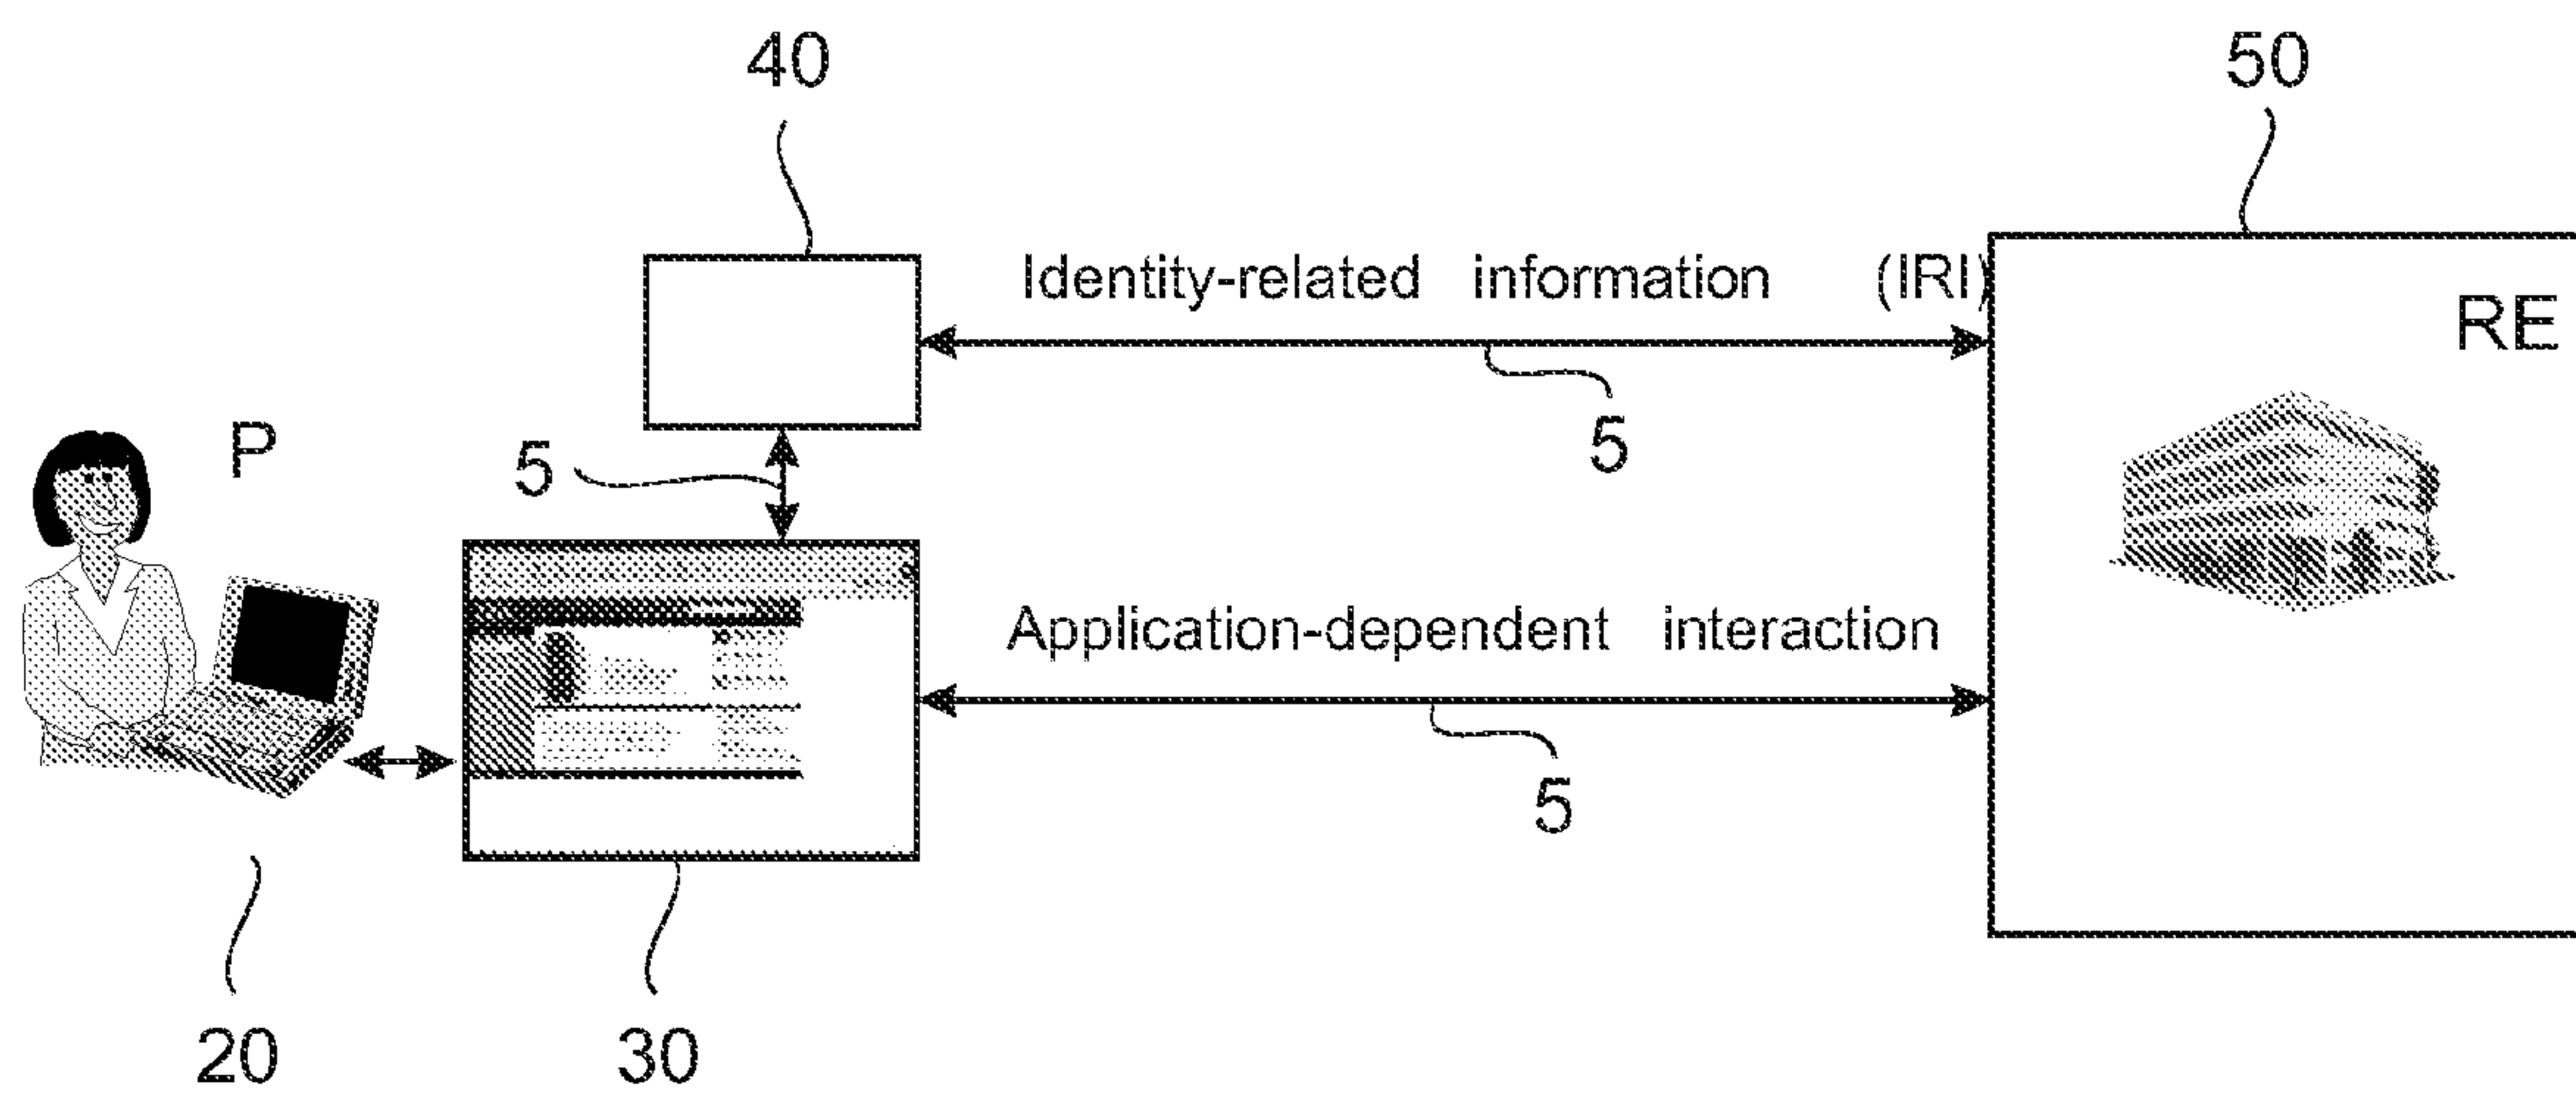 40
50
Identity-related information (IRI)
RE
P
5
5
Application-dependent interaction
5
20
30